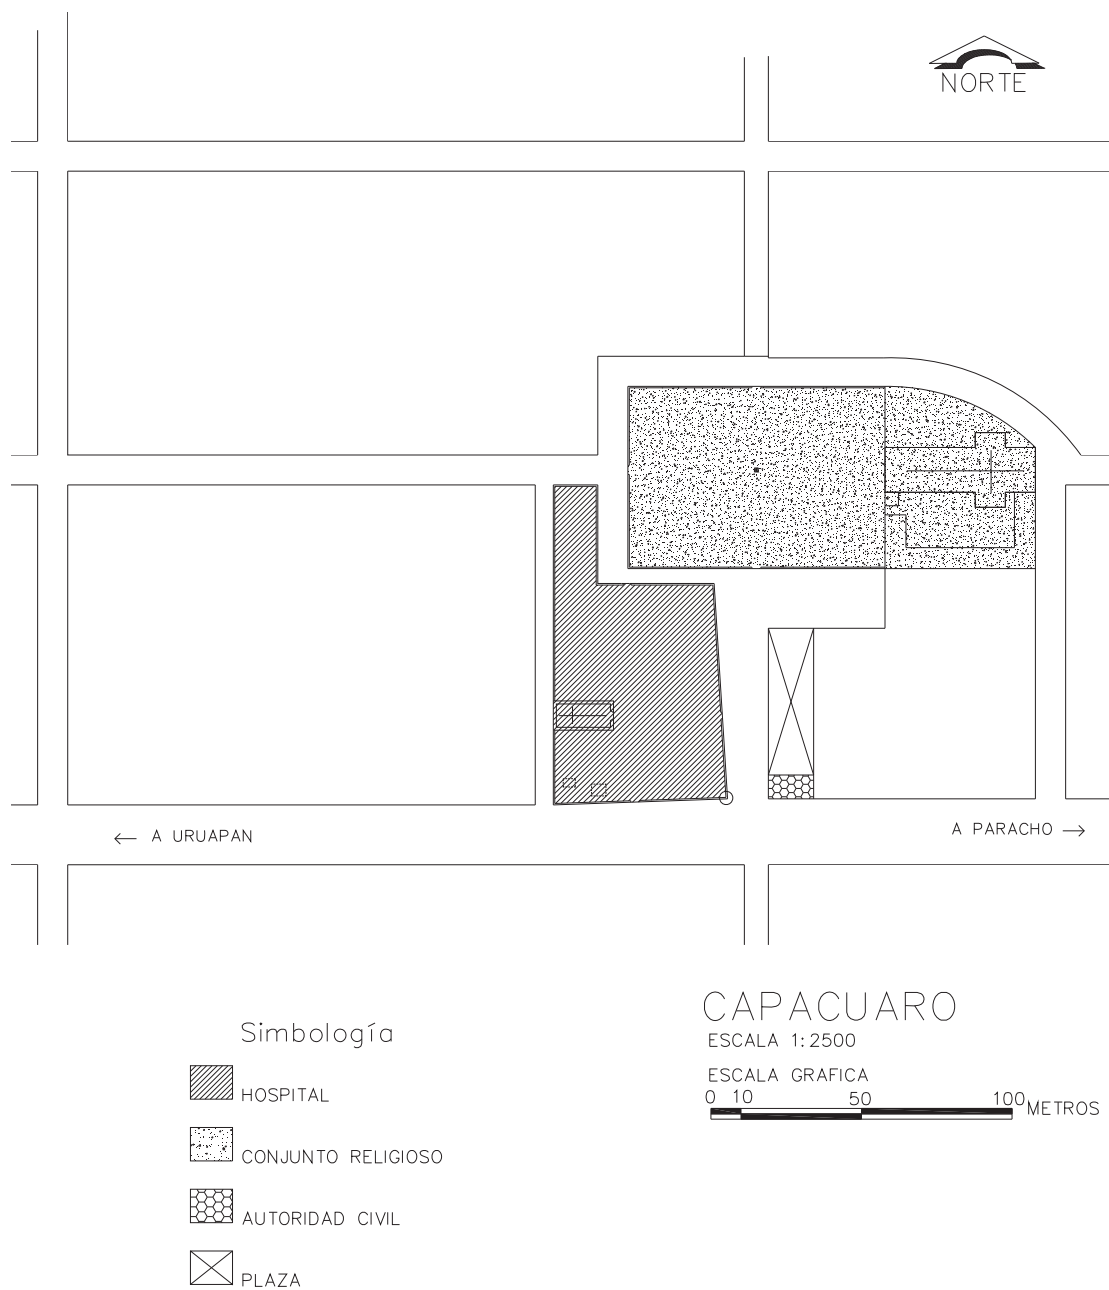 NORTE
A URUAPAN
A PARACHO
CAPACUARO
ESCALA 1:2500
ESCALA GRAFICA
0 10 50 100 METROS
Simbología
HOSPITAL
CONJUNTO RELIGIOSO
AUTORIDAD CIVIL
PLAZA